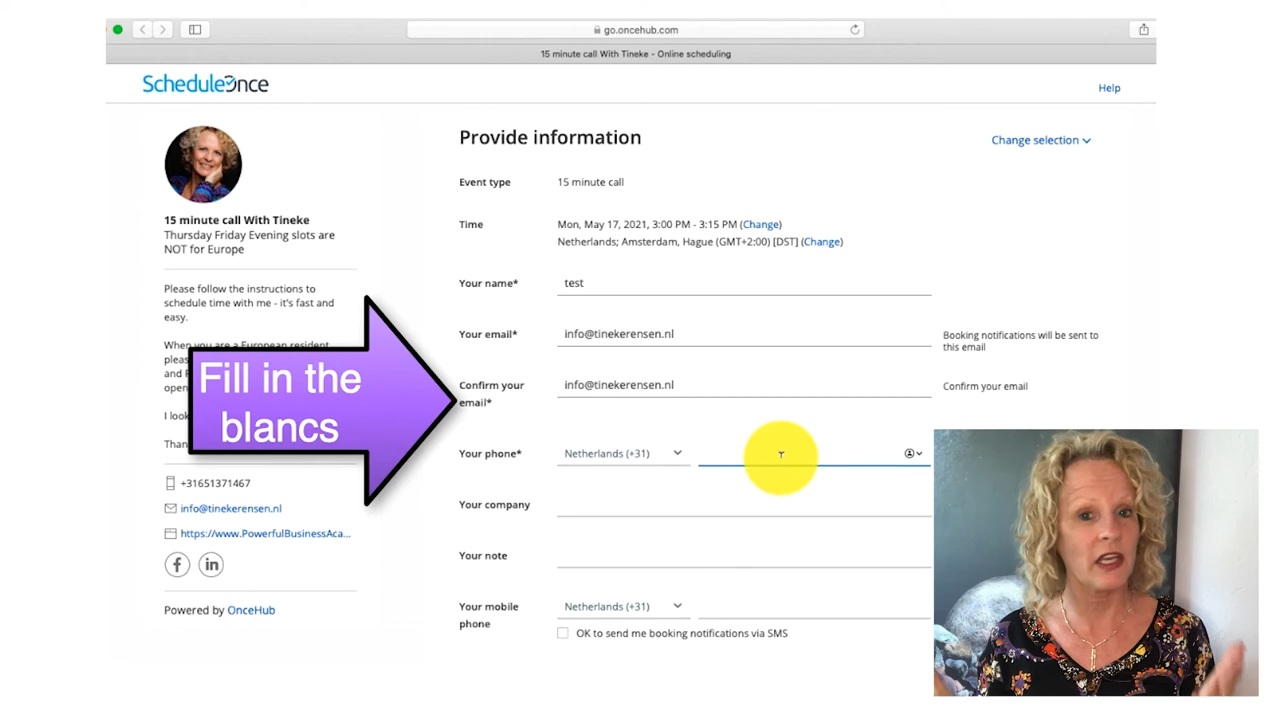 go.oncehub.com
15 minute call With Tineke - Online scheduling
ScheduleOnce
Help
15 minute call With Tineke
Thursday Friday Evening slots are
NOT for Europe
Please follow the instructions to
schedule time with me - it's fast and
easy.
When you are a European resident
Fill in the
blancs
+31651371467
info@tinekerensen.nl
https://www.PowerfulBusinessAca...
Powered by OnceHub
Provide information
Change selection
Event type
15 minute call
Time
Mon, May 17, 2021, 3:00 PM - 3:15 PM (Change)
Netherlands; Amsterdam, Hague (GMT+2:00) [DST] (Change)
Your name*
test
Your email*
info@tinekerensen.nl
Booking notifications will be sent to
this email
Confirm your
email*
info@tinekerensen.nl
Confirm your email
Your phone*
Netherlands (+31)
Your company
Your note
Your mobile
phone
Netherlands (+31)
OK to send me booking notifications via SMS